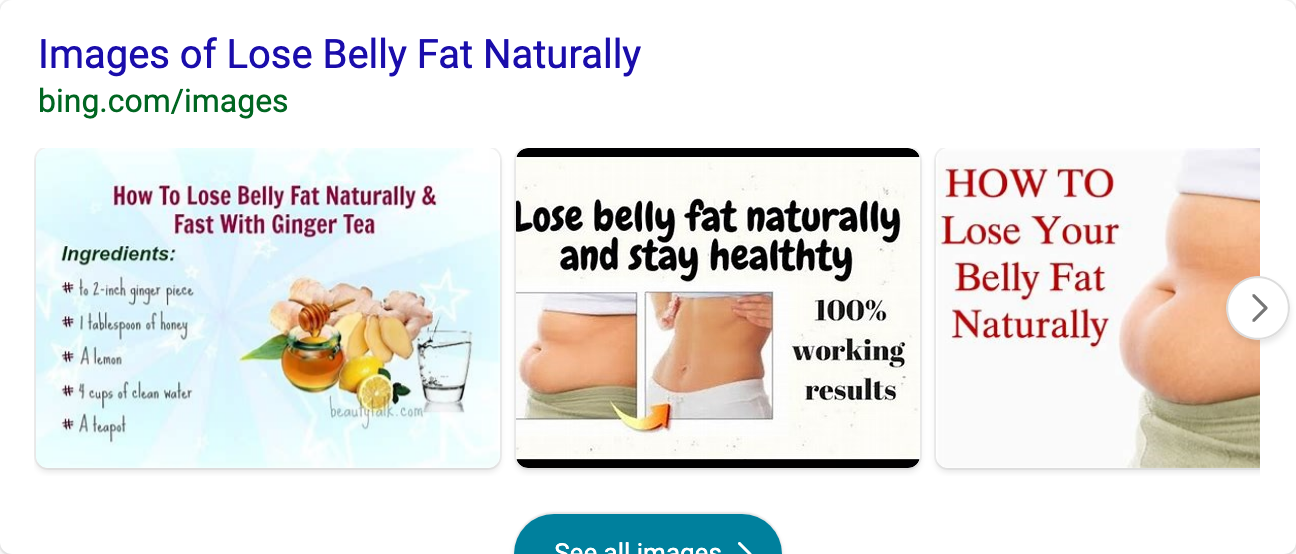 Images of Lose Belly Fat Naturally
bing.com/images
How To Lose Belly Fat Naturally &
Fast With Ginger Tea
Ingredients:
# to 2-inch ginger piece
# 1 tablespoon of honey
# A lemon
# 4 cups of clean water
# A teapot
beautytalk.com
Lose belly fat naturally
and stay healthty
100%
working
results
HOW TO
Lose Your
Belly Fat
Naturally
See all images